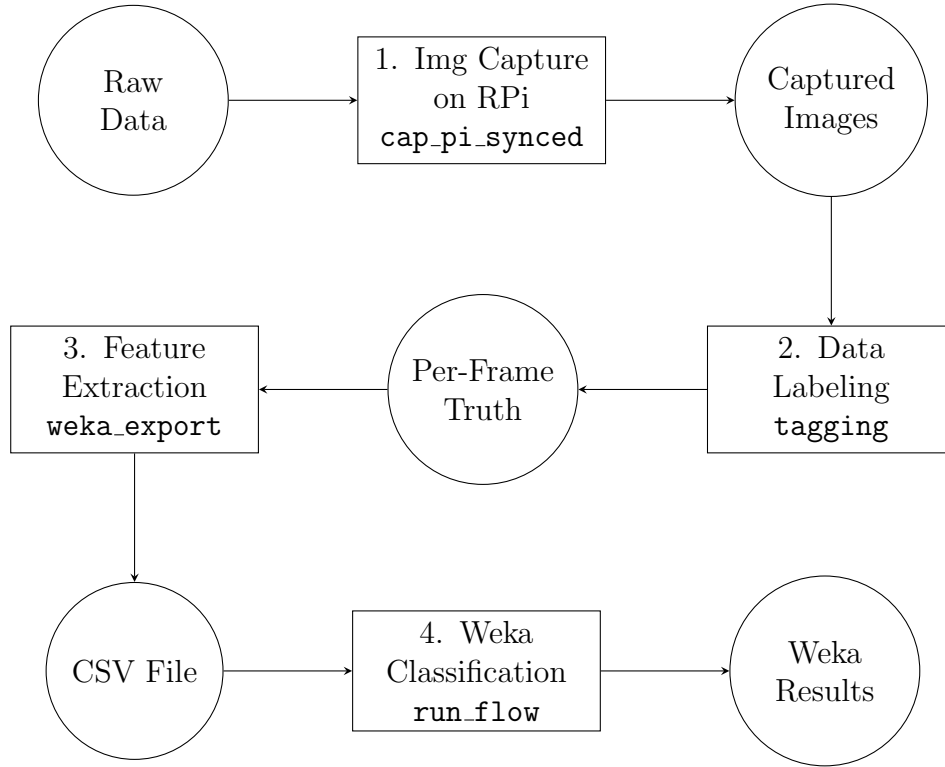 Raw
Data
1. Img Capture
on RPi
cap_pi_synced
Captured
Images
3. Feature
Extraction
weka_export
Per-Frame
Truth
2. Data
Labeling
tagging
CSV File
4. Weka
Classification
run_flow
Weka
Results